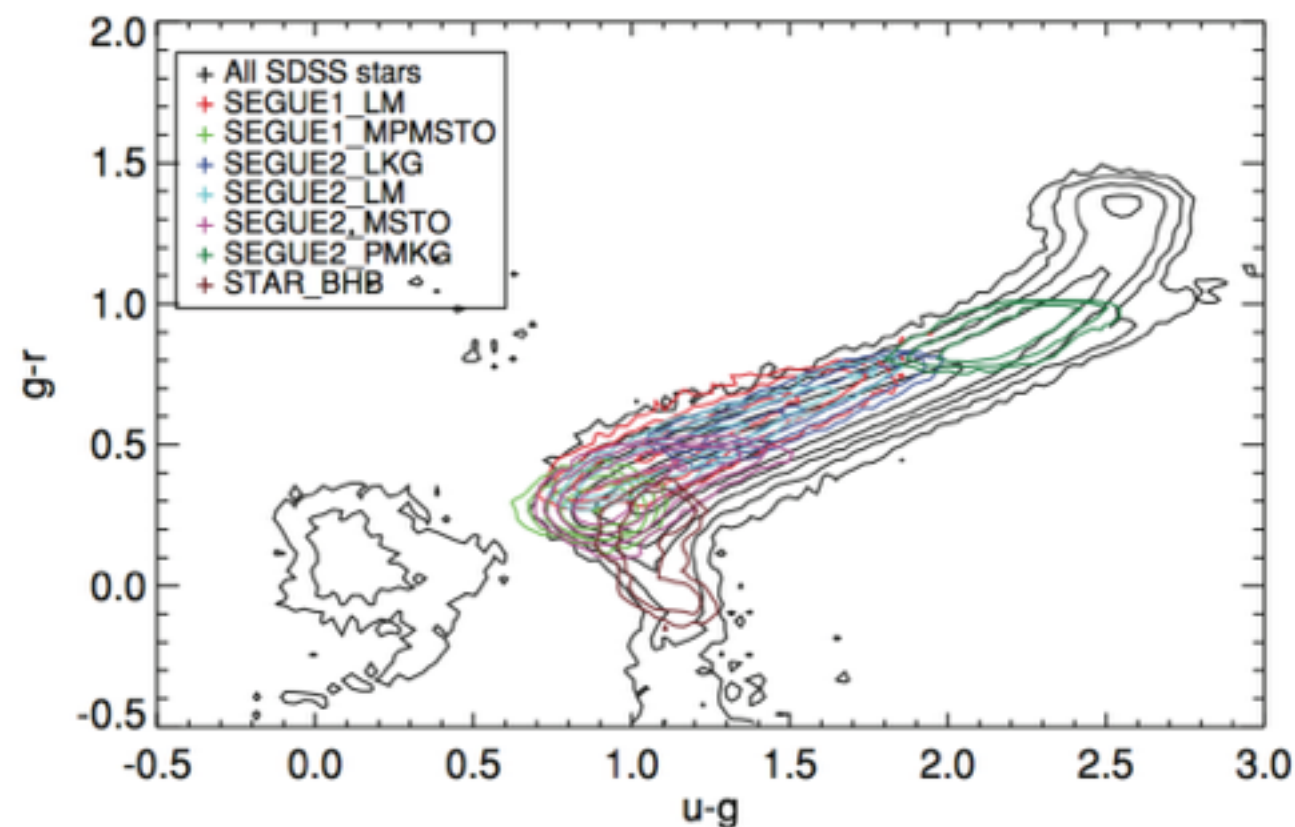 2.0
1.5
1.0
0.5
0.0
-0.5
g-r
+ All SDSS stars
+ SEGUE1_LM
+ SEGUE1_MPMSTO
+ SEGUE2_LKG
+ SEGUE2_LM
+ SEGUE2_MSTO
+ SEGUE2_PMKG
+ STAR_BHB
-0.5 0.0 0.5 1.0 1.5 2.0 2.5 3.0
u-g